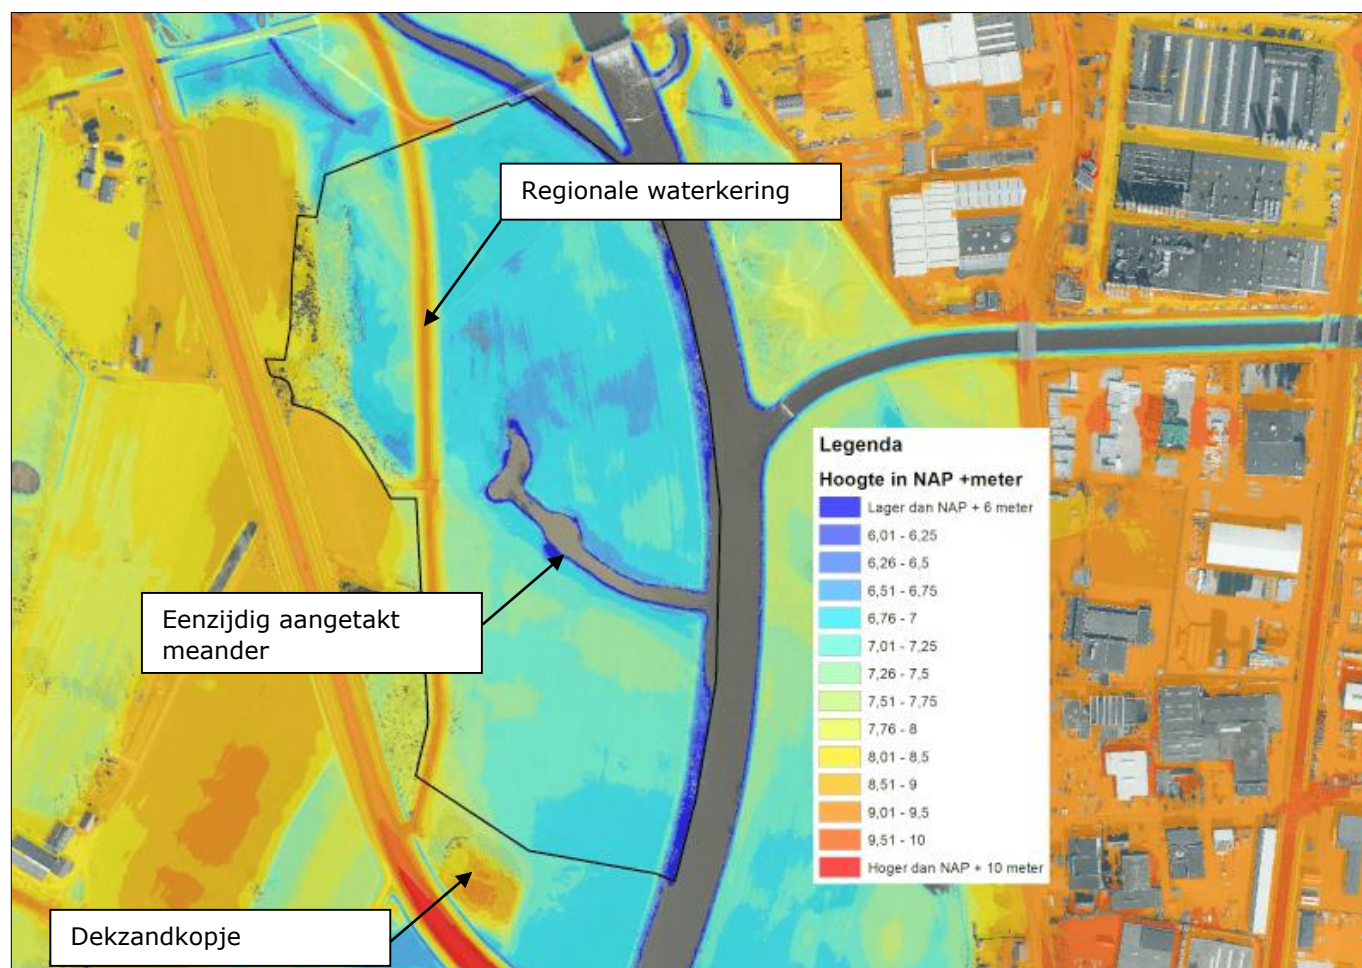 Regionale waterkering
Eenzijdig aangetakt
meander
Dekzandkopje
Legenda
Hoogte in NAP +meter
Lager dan NAP + 6 meter
6,01 - 6,25
6,26 - 6,5
6,51 - 6,75
6,76 - 7
7,01 - 7,25
7,26 - 7,5
7,51 - 7,75
7,76 - 8
8,01 - 8,5
8,51 - 9
9,01 - 9,5
9,51 - 10
Hoger dan NAP + 10 meter